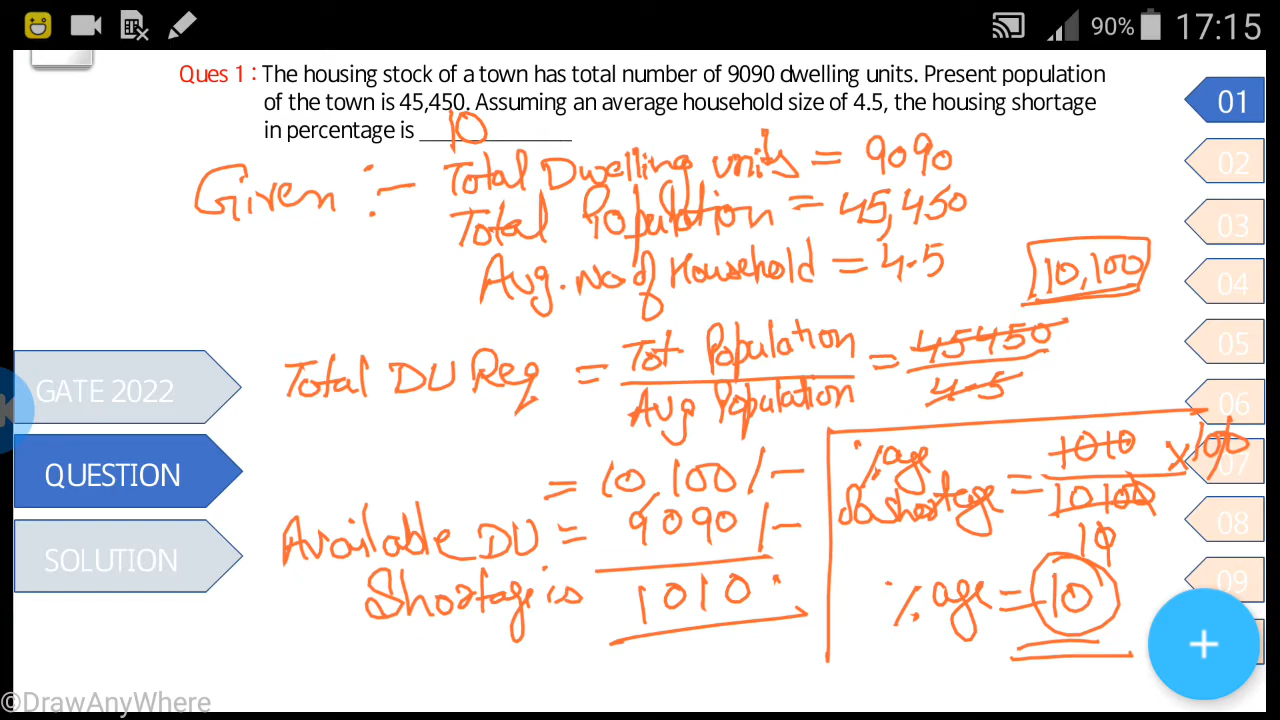 90% 17:15
Ques 1 : The housing stock of a town has total number of 9090 dwelling units. Present population
of the town is 45,450. Assuming an average household size of 4.5, the housing shortage
in percentage is ____________ 10
Given :- Total Dwelling units = 9090
Total Population = 45,450
Avg. No of Household = 4.5
10,100
Total DU Req = Tot Population / Avg Population = 45450 / 4.5
= 10,100/-
Available DU = 9090/-
Shortage is 1010.
%age Shortage = 1010 / 10100 x 100
10
%age = 10
GATE 2022
QUESTION
SOLUTION
01
02
03
04
05
06
07
08
09
+
©DrawAnyWhere